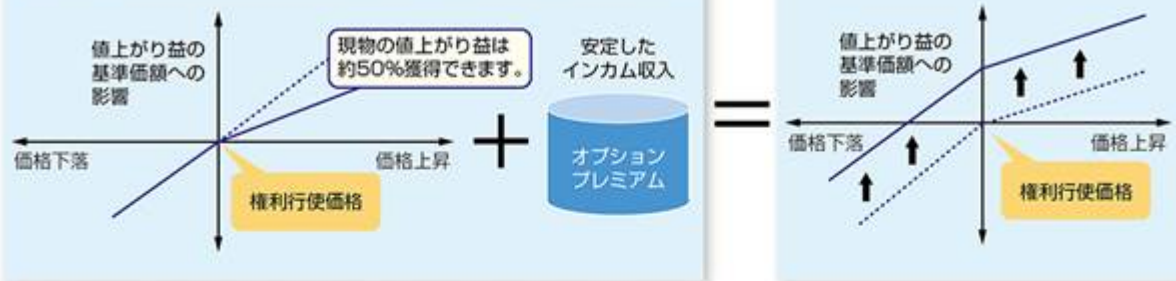 値上がり益の
基準価額への
影響
現物の値上がり益は
約50%獲得できます。
価格下落
価格上昇
権利行使価格
+
安定した
インカム収入
オプション
プレミアム
=
値上がり益の
基準価額への
影響
価格下落
価格上昇
権利行使価格